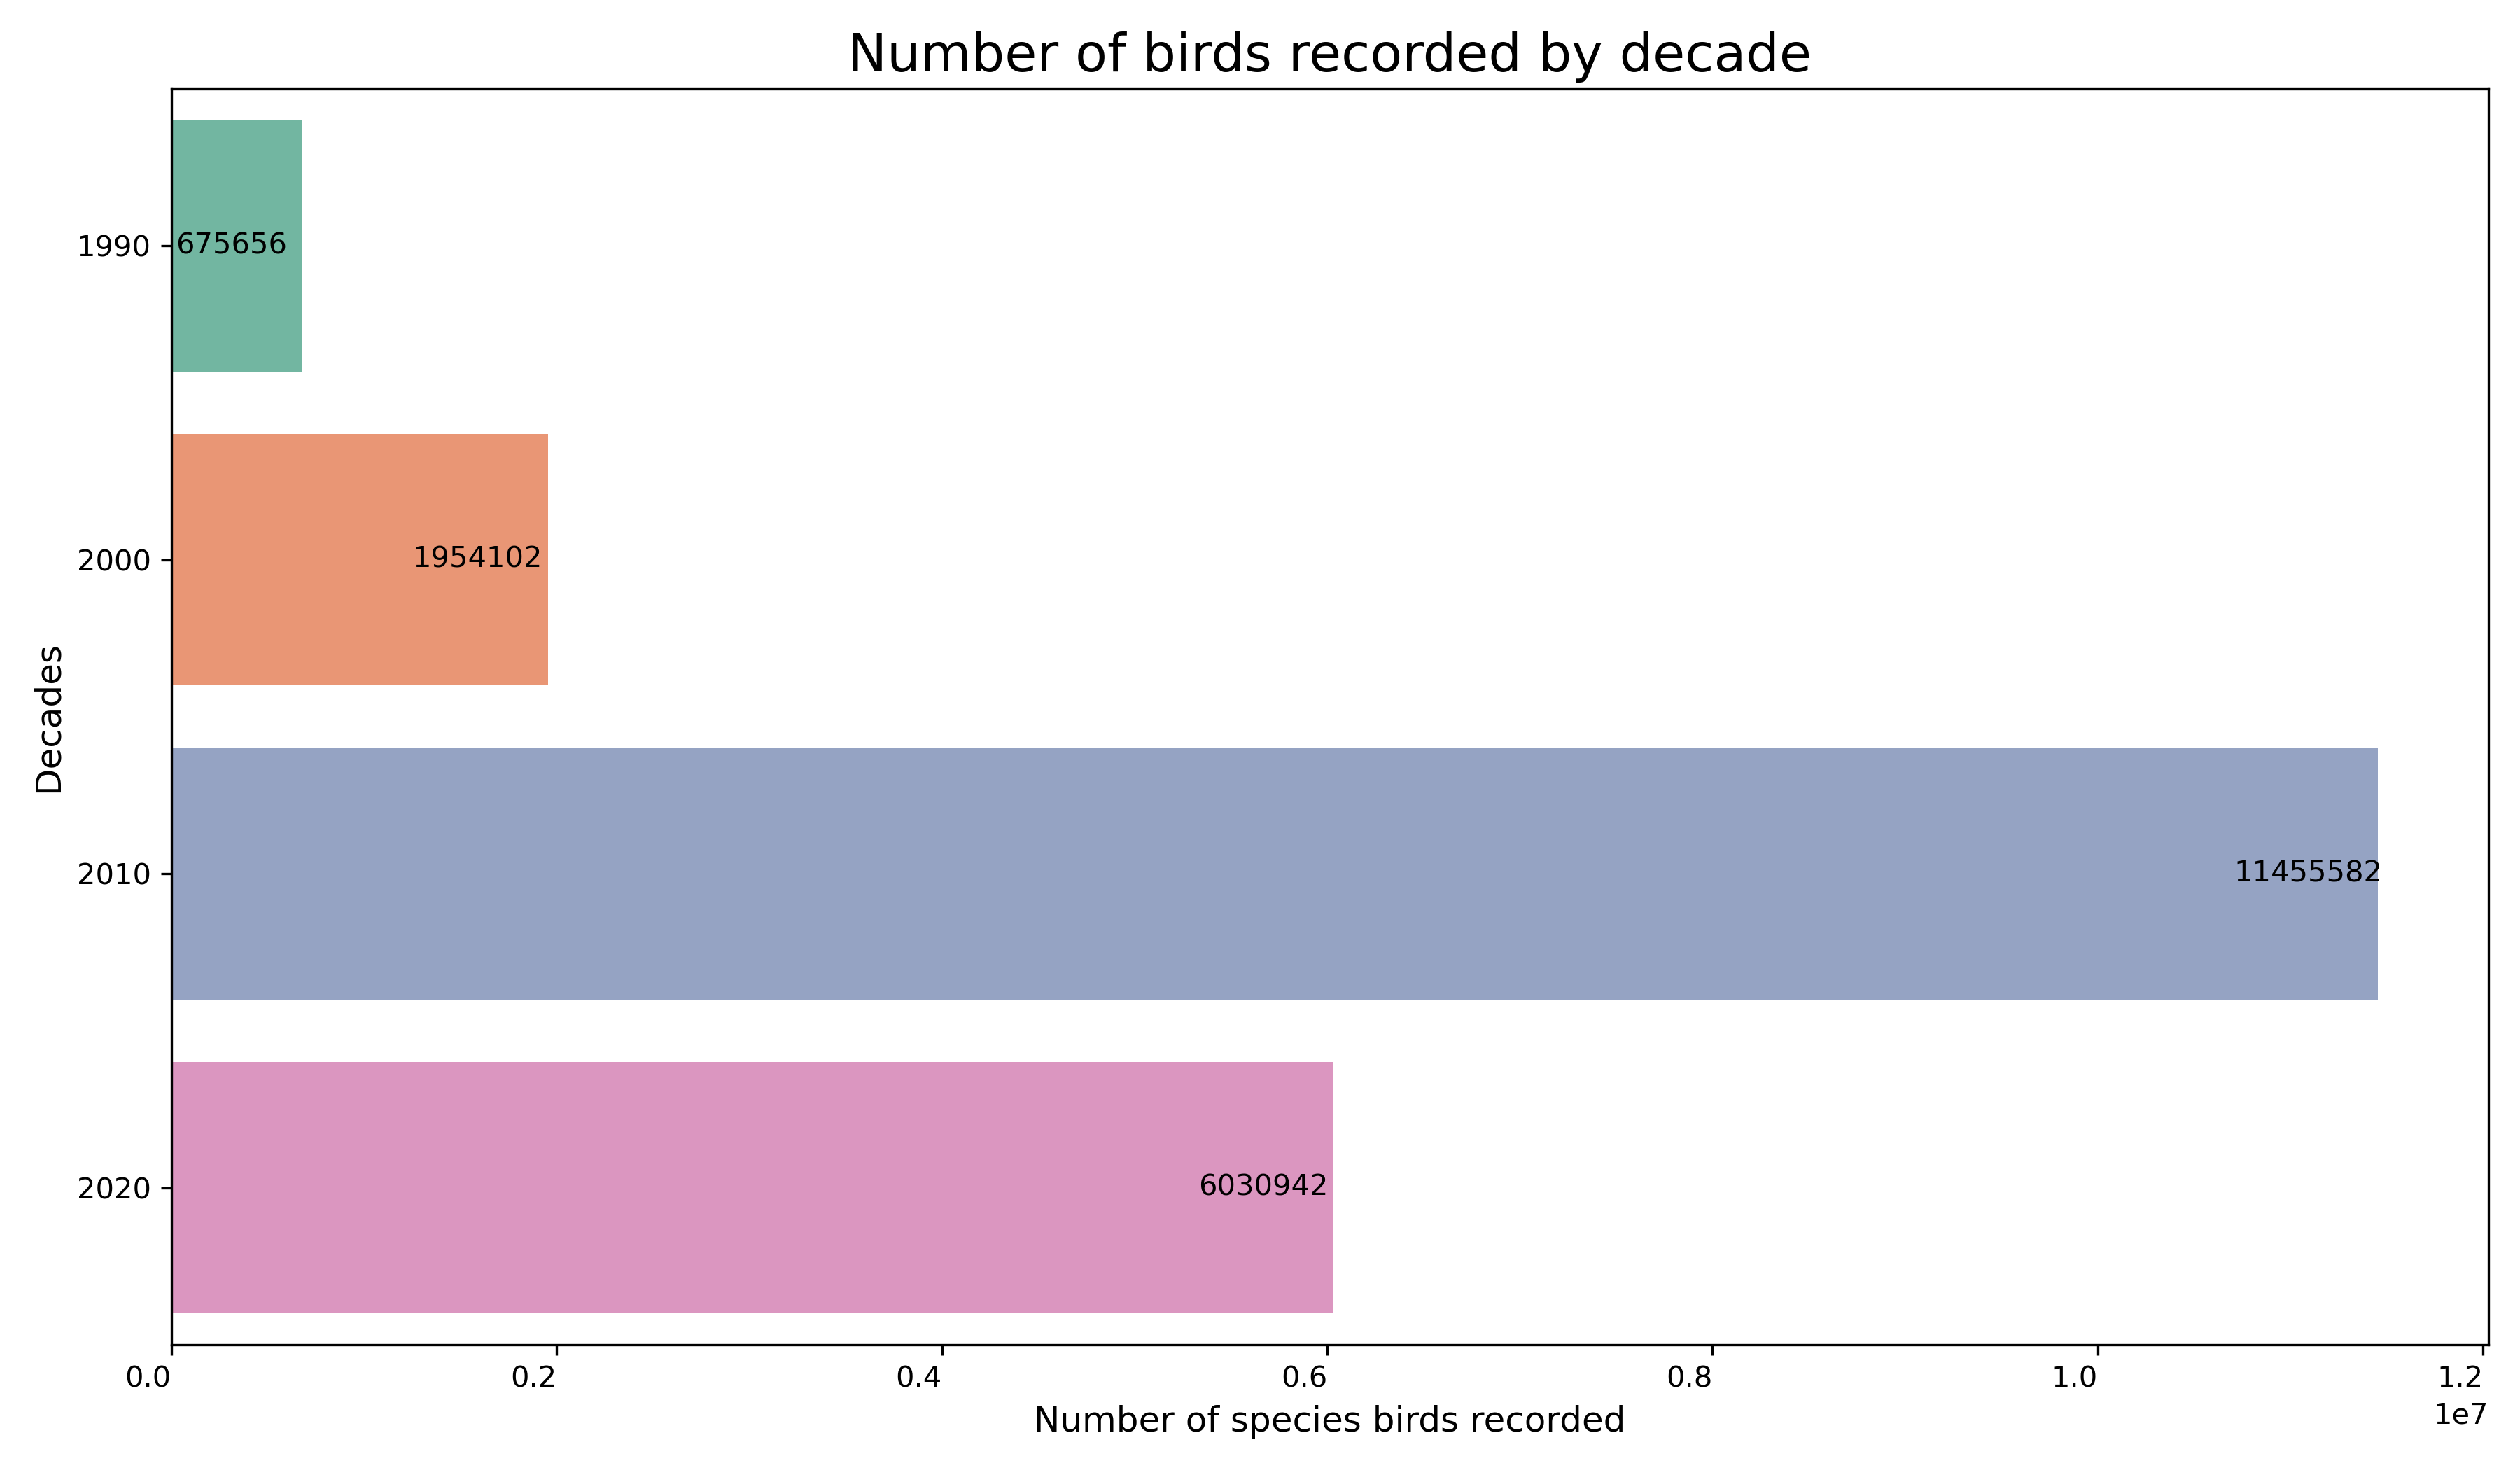 Number of birds recorded by decade
1990
675656
2000
1954102
Decades
2010
11455582
2020
6030942
0.0 0.2 0.4 0.6 0.8 1.0 1.2
1e7
Number of species birds recorded